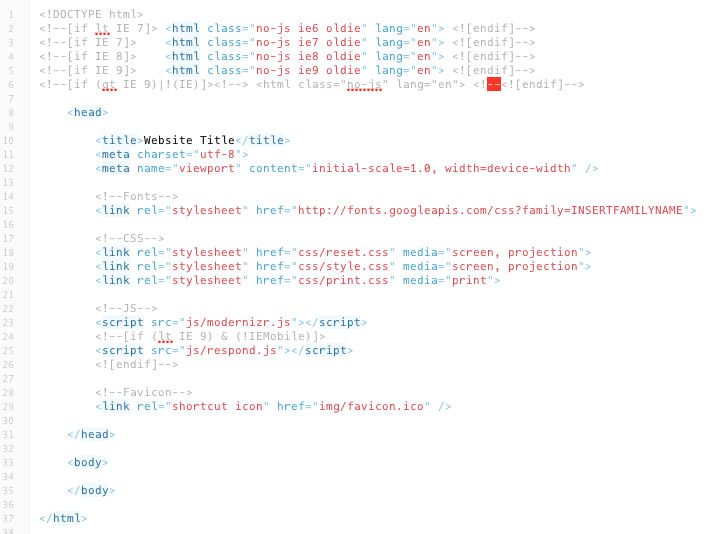 1 <!DOCTYPE html>
2 <!--[if lt IE 7]> <html class="no-js ie6 oldie" lang="en"> <![endif]-->
3 <!--[if IE 7]>    <html class="no-js ie7 oldie" lang="en"> <![endif]-->
4 <!--[if IE 8]>    <html class="no-js ie8 oldie" lang="en"> <![endif]-->
5 <!--[if IE 9]>    <html class="no-js ie9 oldie" lang="en"> <![endif]-->
6 <!--[if (gt IE 9)|!(IE)]><!--> <html class="no-js" lang="en"> <!--<![endif]-->
7
8     <head>
9
10         <title>Website Title</title>
11         <meta charset="utf-8">
12         <meta name="viewport" content="initial-scale=1.0, width=device-width" />
13
14         <!--Fonts-->
15         <link rel="stylesheet" href="http://fonts.googleapis.com/css?family=INSERTFAMILYNAME">
16
17         <!--CSS-->
18         <link rel="stylesheet" href="css/reset.css" media="screen, projection">
19         <link rel="stylesheet" href="css/style.css" media="screen, projection">
20         <link rel="stylesheet" href="css/print.css" media="print">
21
22         <!--JS-->
23         <script src="js/modernizr.js"></script>
24         <!--[if (lt IE 9) & (!IEMobile)]>
25         <script src="js/respond.js"></script>
26         <![endif]-->
27
28         <!--Favicon-->
29         <link rel="shortcut icon" href="img/favicon.ico" />
30
31     </head>
32
33     <body>
34
35     </body>
36
37 </html>
38